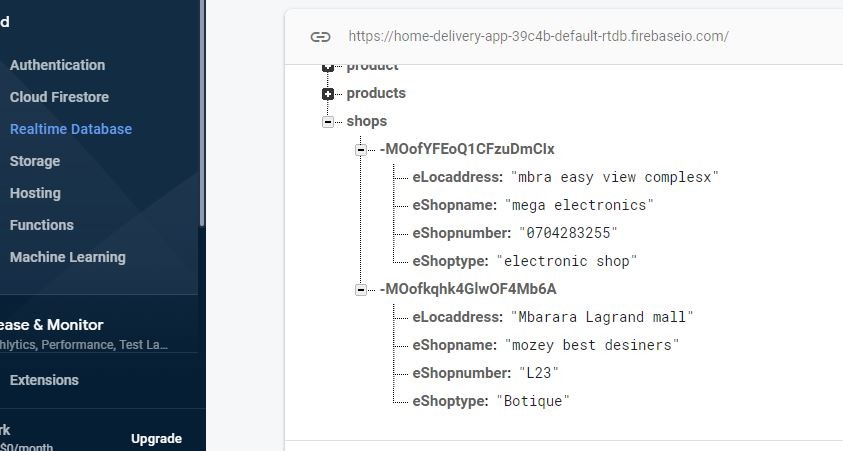 d
Authentication
Cloud Firestore
Realtime Database
Storage
Hosting
Functions
Machine Learning
ease & Monitor
hlytics, Performance, Test La...
Extensions
rk
$0/month
Upgrade
https://home-delivery-app-39c4b-default-rtdb.firebaseio.com/
product
products
shops
-MOofYFEoQ1CFzuDmCIx
eLocaddress: "mbra easy view complesx"
eShopname: "mega electronics"
eShopnumber: "0704283255"
eShoptype: "electronic shop"
-MOofkqhk4GlwOF4Mb6A
eLocaddress: "Mbarara Lagrand mall"
eShopname: "mozey best desiners"
eShopnumber: "L23"
eShoptype: "Botique"